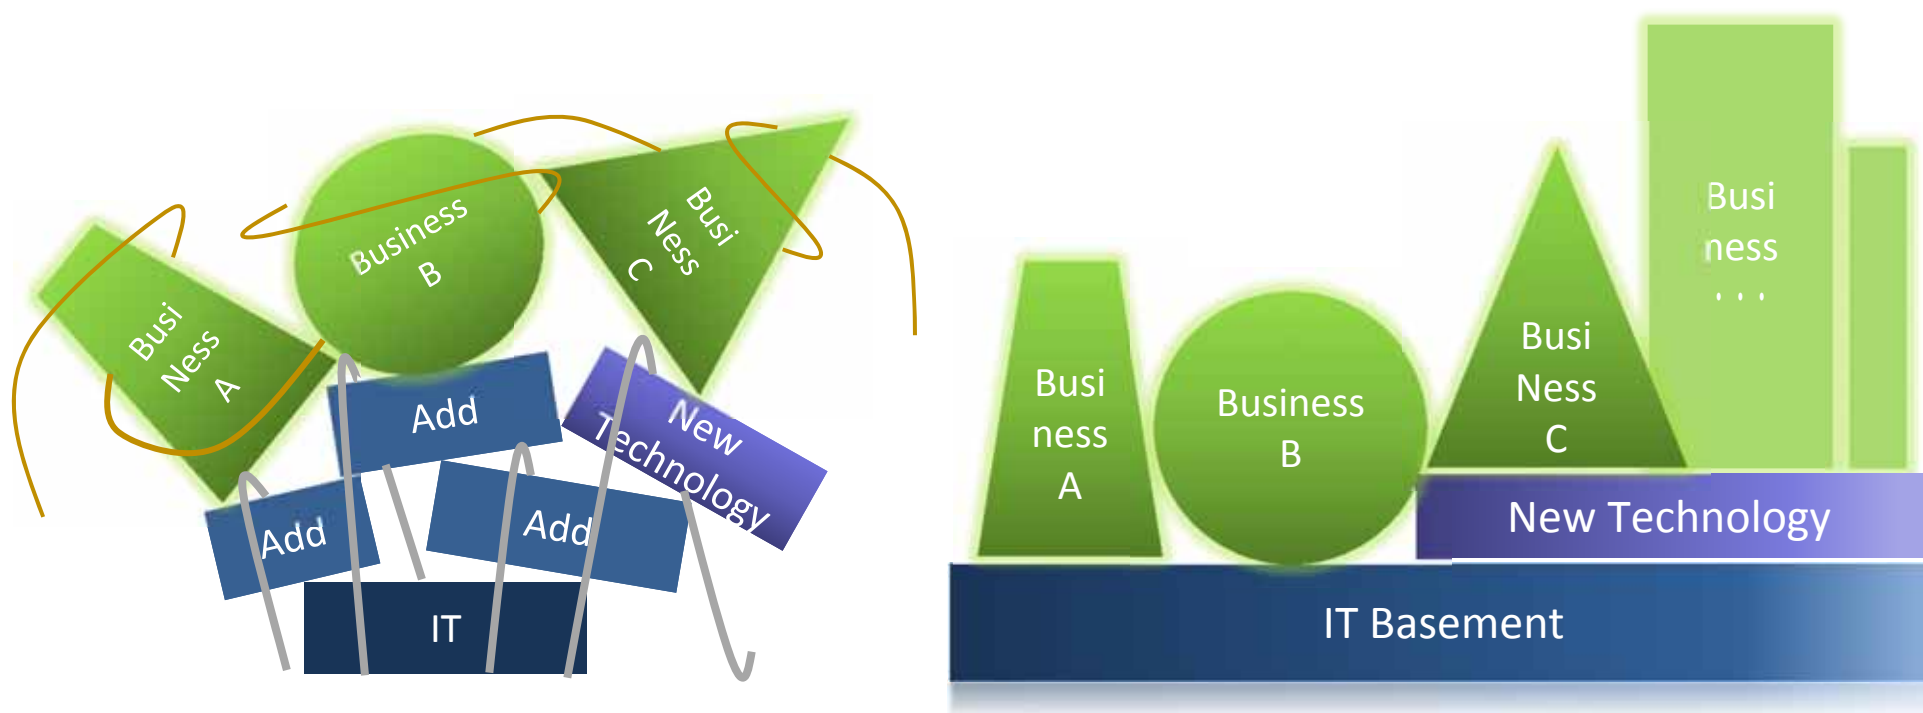 Busi
Ness
A
Business
B
Busi
Ness
C
Add
New
Technology
Add
Add
IT
Busi
ness
A
Business
B
Busi
Ness
C
Busi
ness
. . .
New Technology
IT Basement